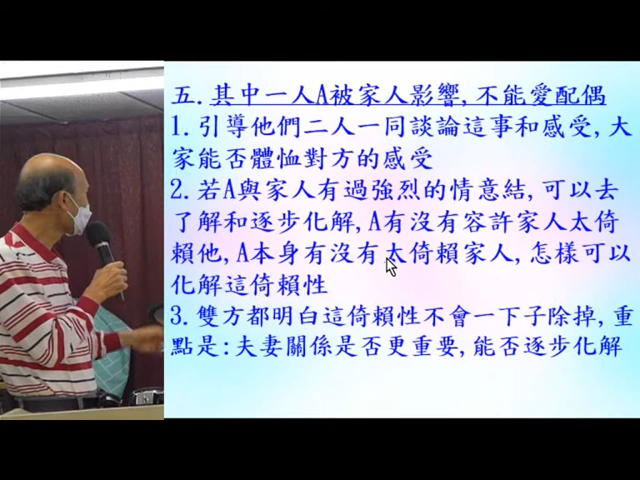 五.其中一人A被家人影響,不能愛配偶
1.引導他們二人一同談論這事和感受,大
家能否體恤對方的感受
2.若A與家人有過強烈的情意結,可以去
了解和逐步化解,A有沒有容許家人太倚
賴他,A本身有沒有太倚賴家人,怎樣可以
化解這倚賴性
3.雙方都明白這倚賴性不會一下子除掉,重
點是:夫妻關係是否更重要,能否逐步化解